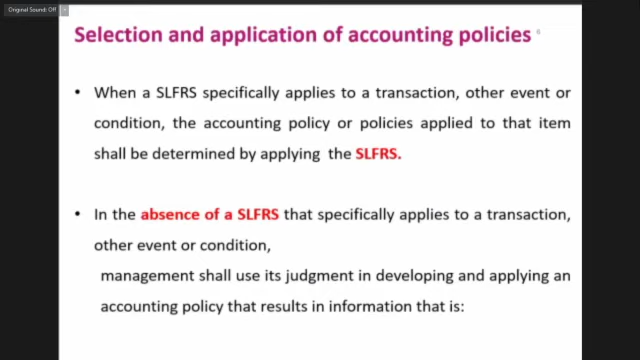 Original Sound: Off
Selection and application of accounting policies
• When a SLFRS specifically applies to a transaction, other event or
condition, the accounting policy or policies applied to that item
shall be determined by applying the SLFRS.
• In the absence of a SLFRS that specifically applies to a transaction,
other event or condition,
management shall use its judgment in developing and applying an
accounting policy that results in information that is: